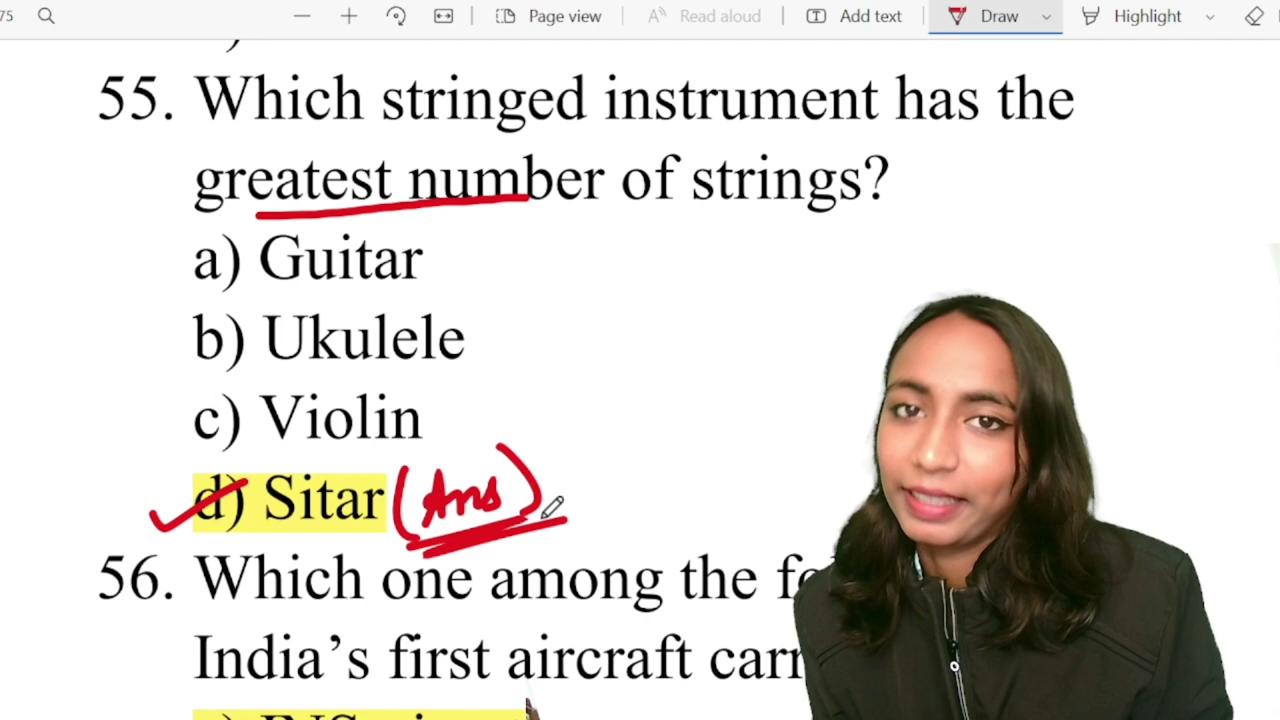 75 Page view Read aloud Add text Draw Highlight
55. Which stringed instrument has the
greatest number of strings?
a) Guitar
b) Ukulele
c) Violin
d) Sitar (Ans)
56. Which one among the
India's first aircraft